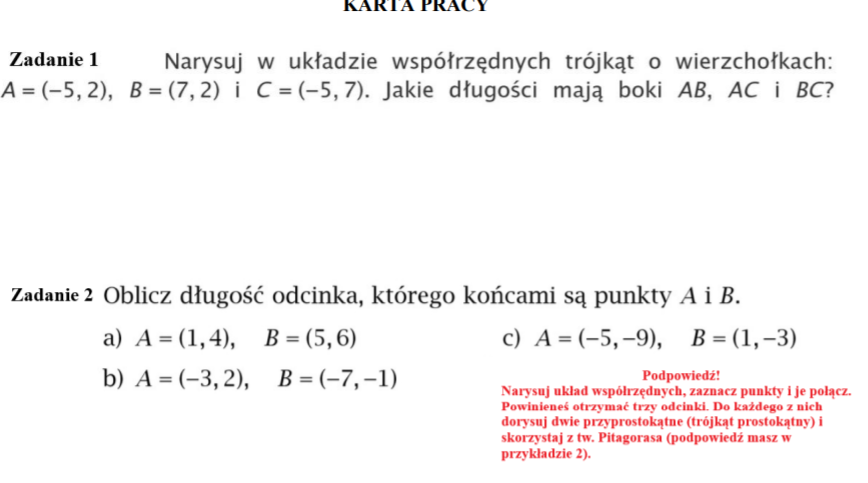 KARTA PRACY
Zadanie 1 Narysuj w układzie współrzędnych trójkąt o wierzchołkach:
A = (−5, 2), B = (7, 2) i C = (−5, 7). Jakie długości mają boki AB, AC i BC?
Zadanie 2 Oblicz długość odcinka, którego końcami są punkty A i B.
a) A = (1, 4), B = (5, 6)
b) A = (−3, 2), B = (−7, −1)
c) A = (−5, −9), B = (1, −3)
Podpowiedź!
Narysuj układ współrzędnych, zaznacz punkty i je połącz.
Powinieneś otrzymać trzy odcinki. Do każdego z nich
dorysuj dwie przyprostokątne (trójkąt prostokątny) i
skorzystaj z tw. Pitagorasa (podpowiedź masz w
przykładzie 2).